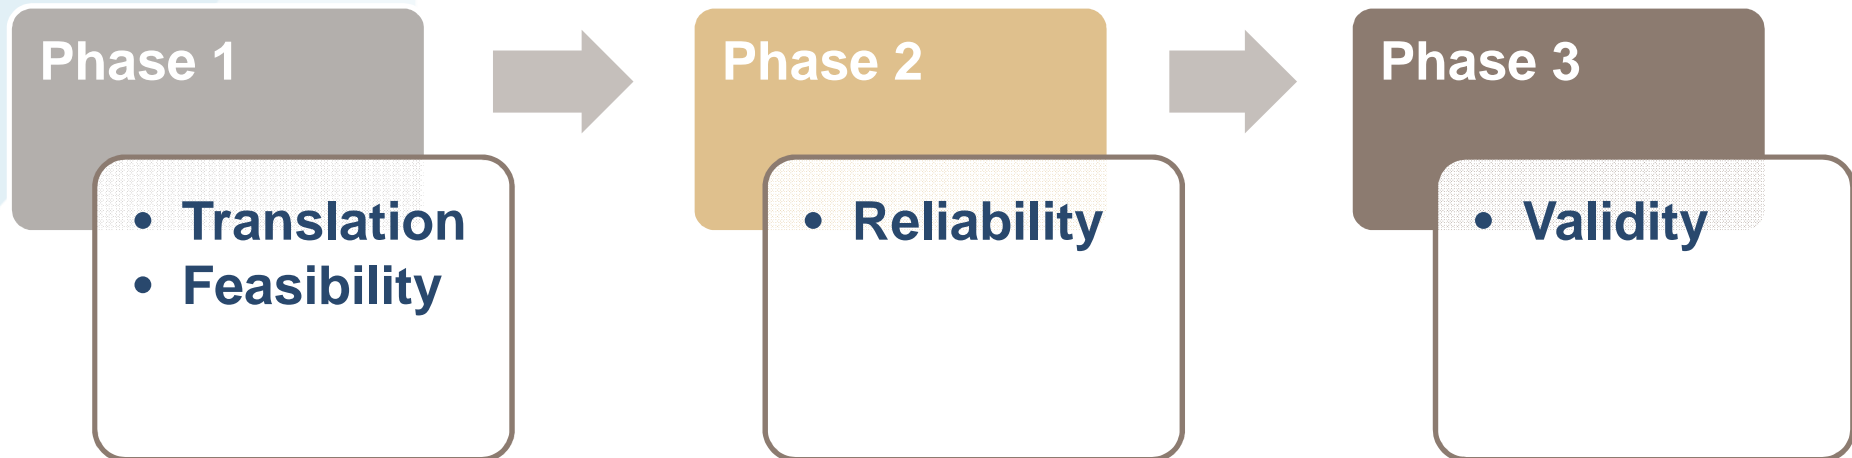 Phase 1
• Translation
• Feasibility
Phase 2
• Reliability
Phase 3
• Validity